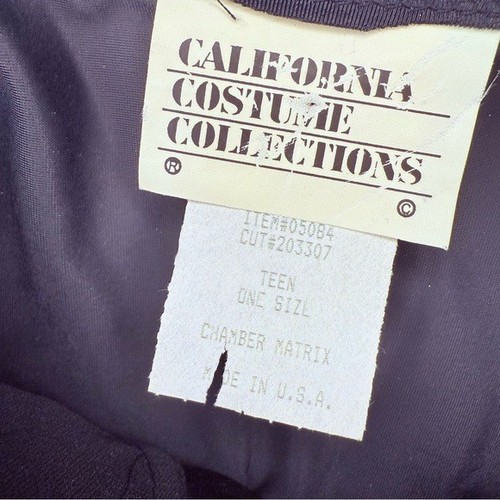 CALIFORNIA
COSTUME
COLLECTIONS
® ©
ITEM#05084
CUT#203307
TEEN
ONE SIZE
CHAMBER MATRIX
MADE IN U.S.A.